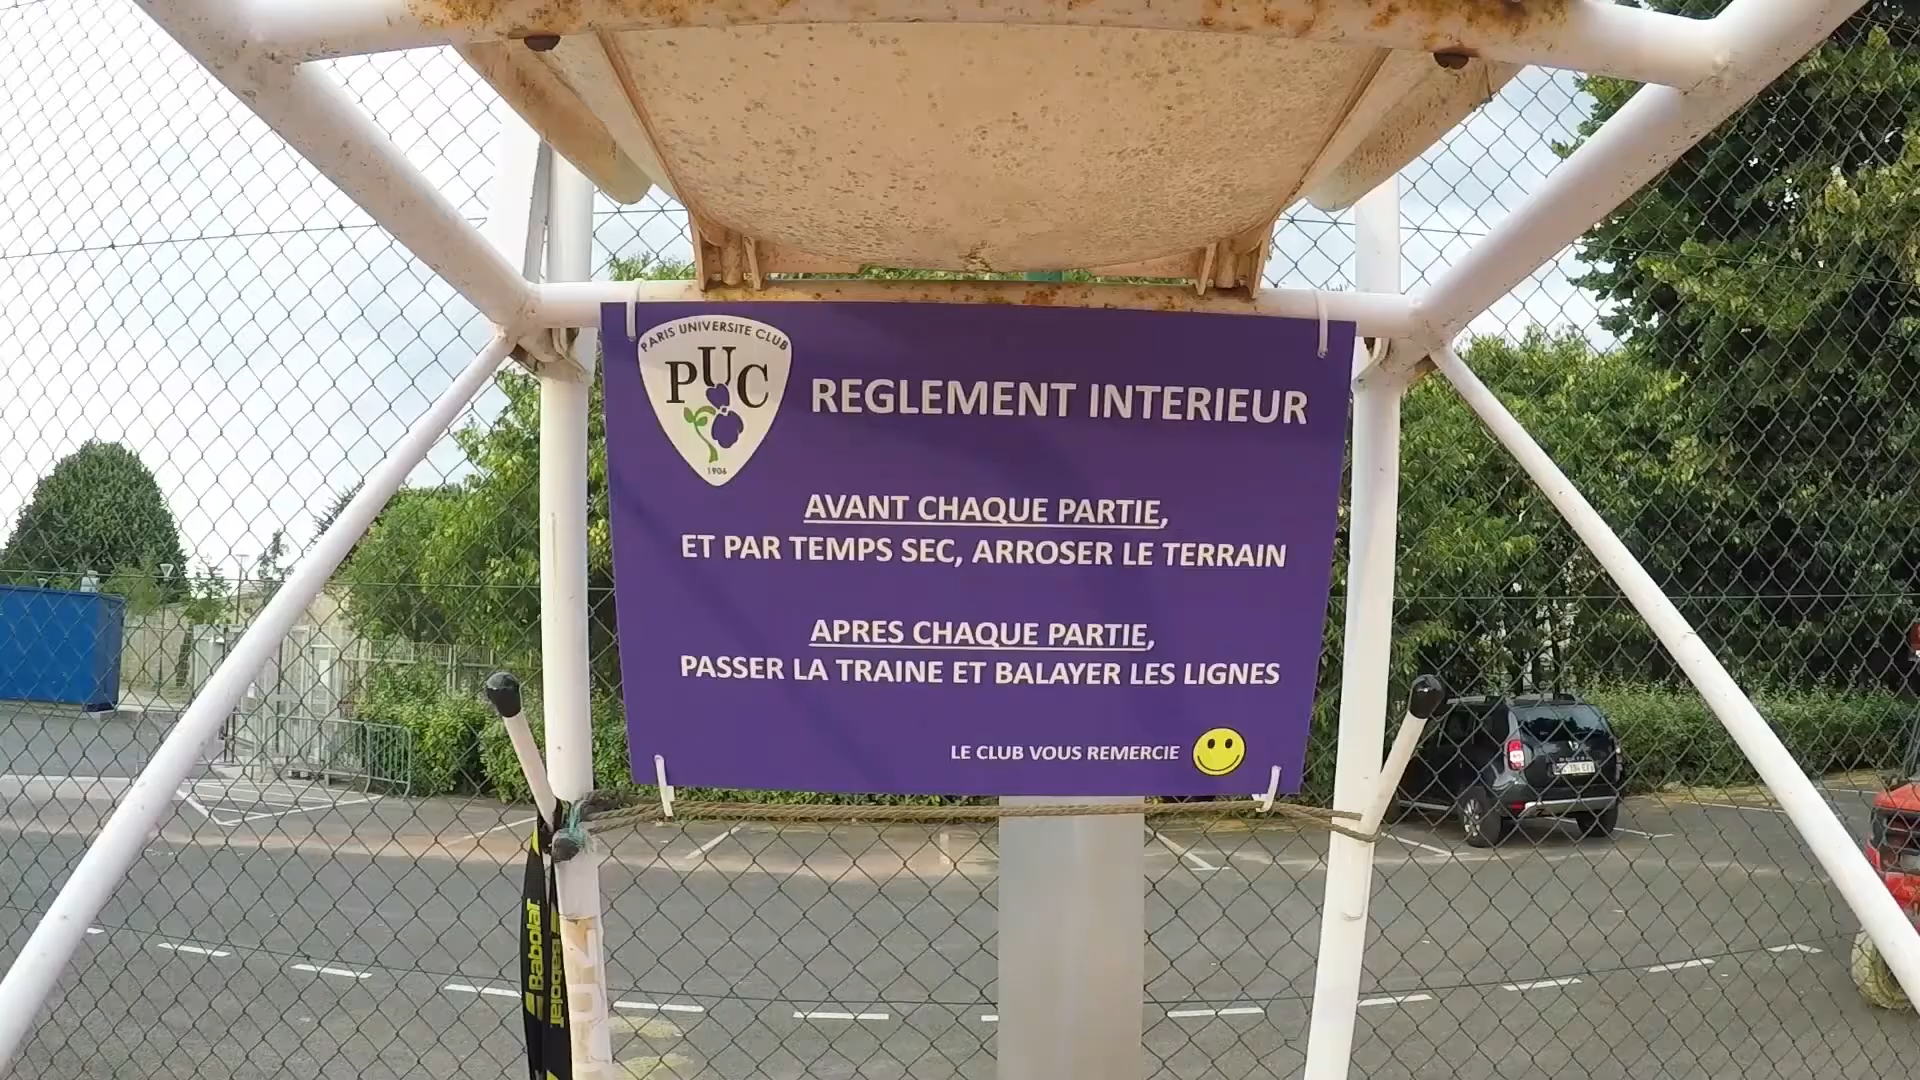 PARIS UNIVERSITE CLUB
PUC
1906
REGLEMENT INTERIEUR
AVANT CHAQUE PARTIE,
ET PAR TEMPS SEC, ARROSER LE TERRAIN
APRES CHAQUE PARTIE,
PASSER LA TRAINE ET BALAYER LES LIGNES
LE CLUB VOUS REMERCIE
Babolat
Babolat